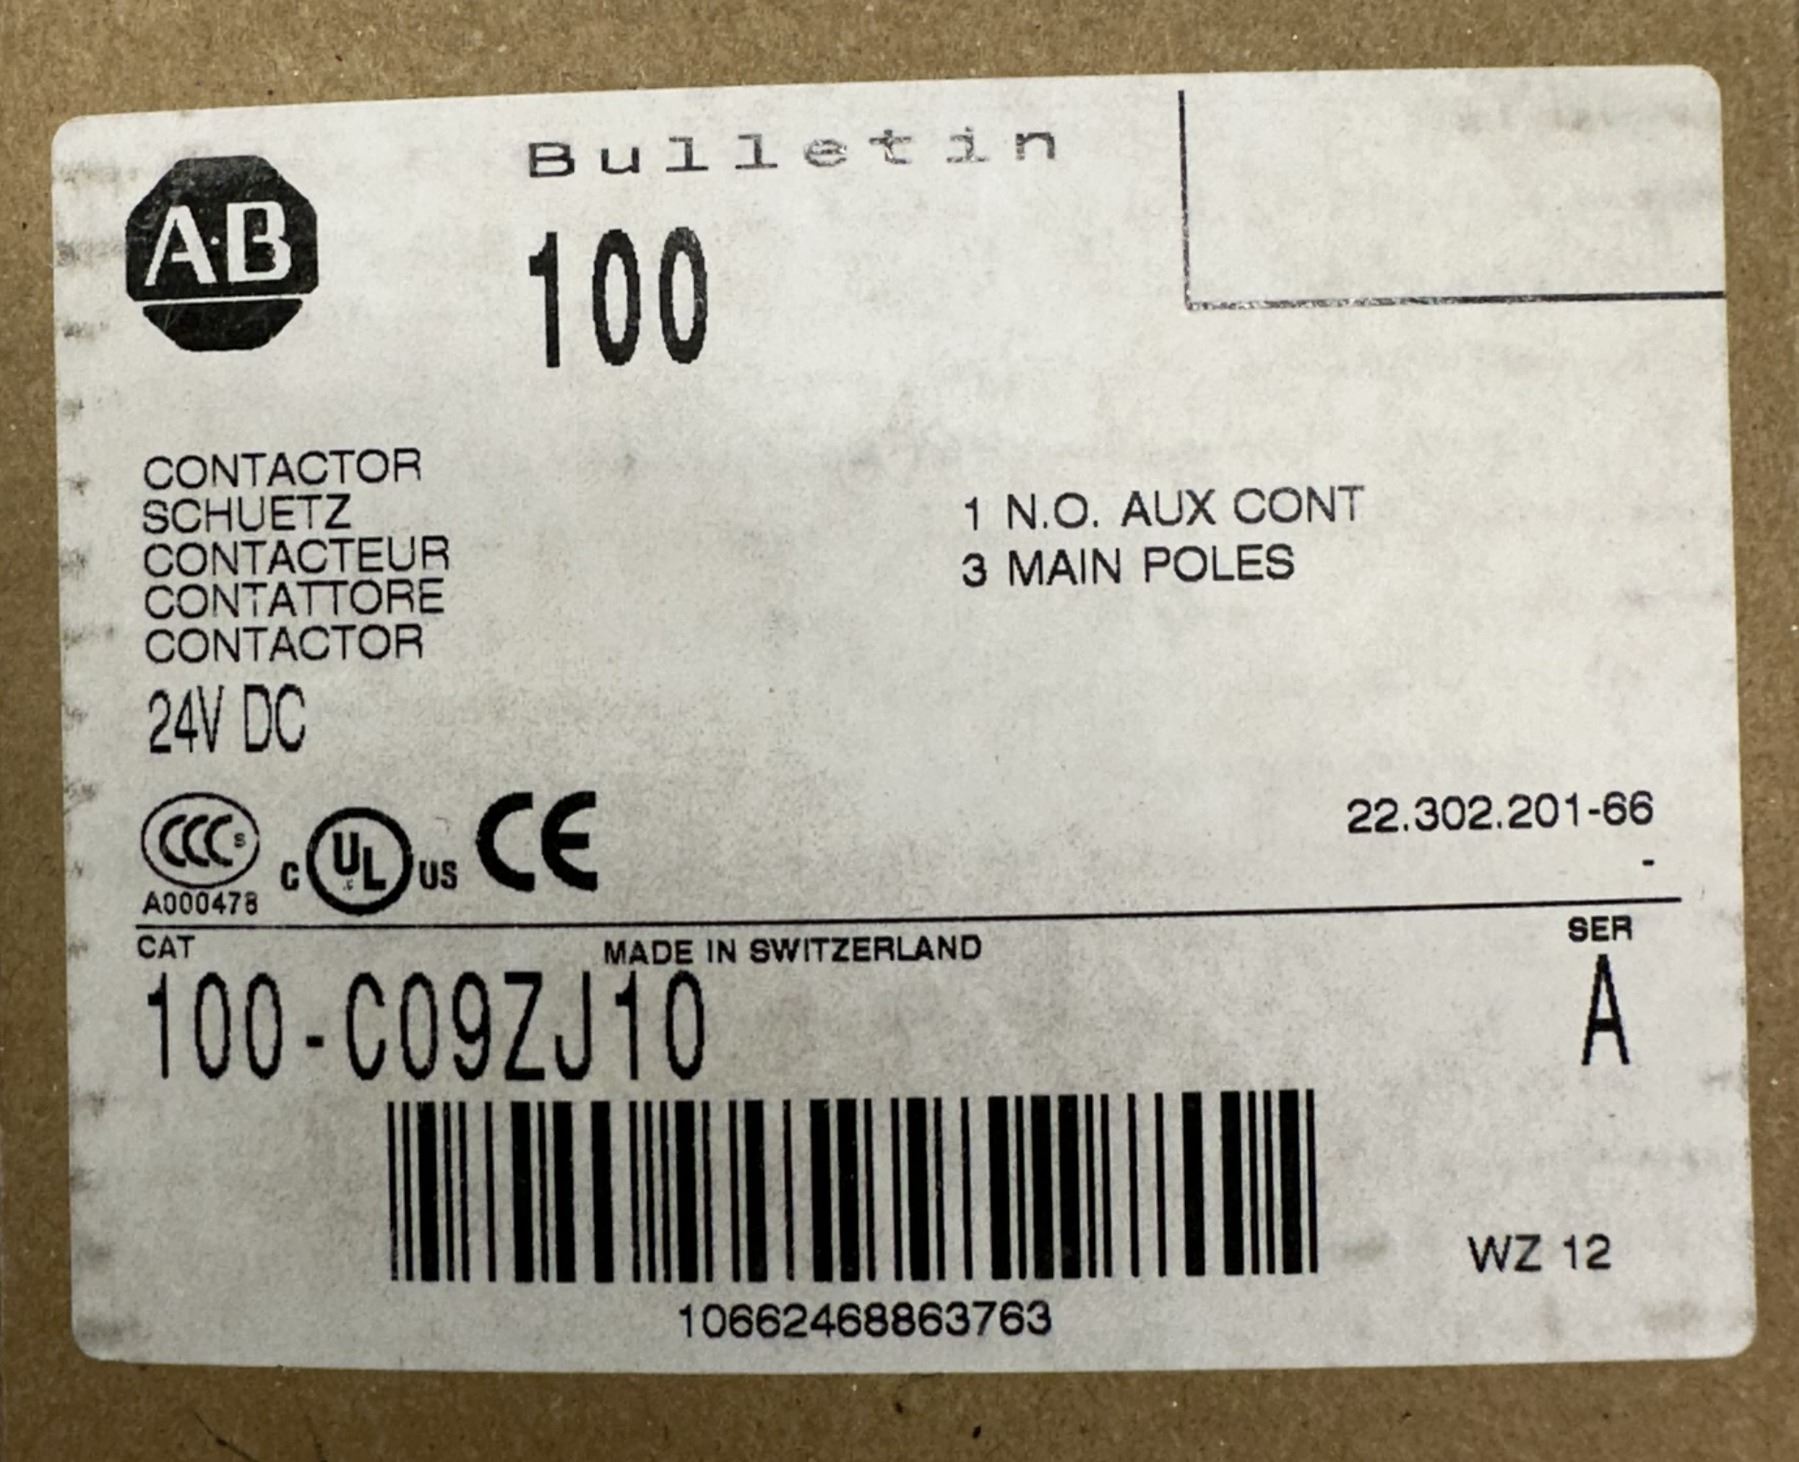 Bulletin
100
AB
CONTACTOR
SCHUETZ
CONTACTEUR
CONTATTORE
CONTACTOR
24V DC
1 N.O. AUX CONT
3 MAIN POLES
CCC S
A000478
C UL US CE
22.302.201-66
-
CAT
MADE IN SWITZERLAND
SER
100-C09ZJ10
A
WZ 12
10662468863763